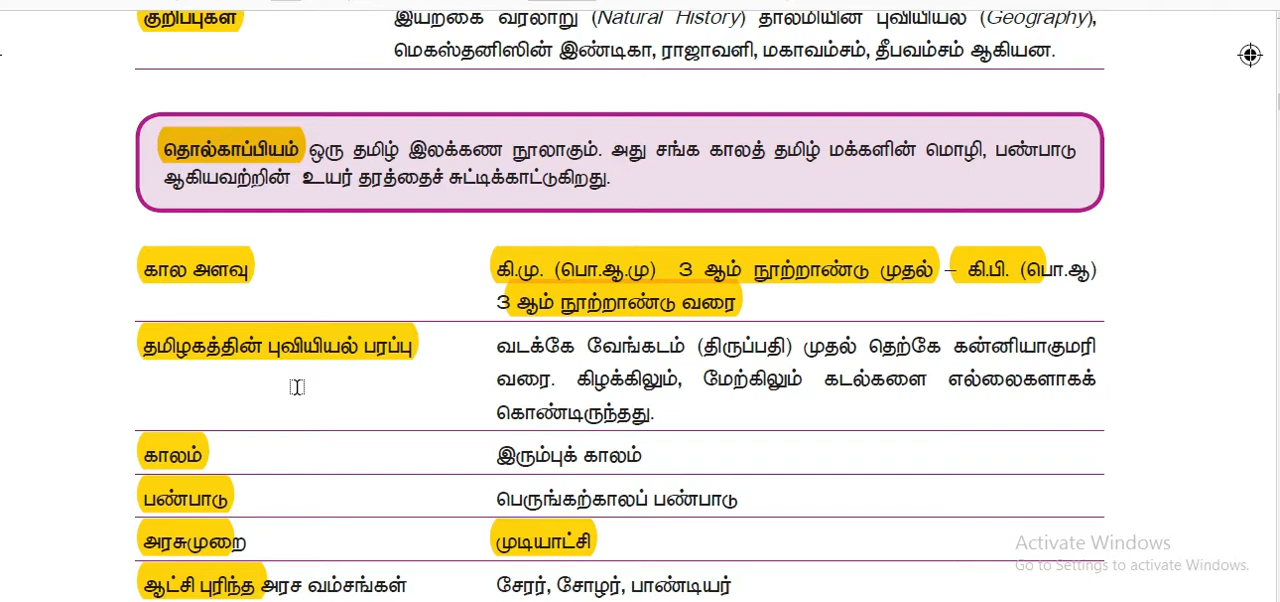 குறிப்புகள் இயற்கை வரலாறு (Natural History) தாலமியின் புவியியல் (Geography),
மெகஸ்தனிஸின் இண்டிகா, ராஜாவளி, மகாவம்சம், தீபவம்சம் ஆகியன.
தொல்காப்பியம் ஒரு தமிழ் இலக்கண நூலாகும். அது சங்க காலத் தமிழ் மக்களின் மொழி, பண்பாடு
ஆகியவற்றின் உயர் தரத்தைச் சுட்டிக்காட்டுகிறது.
கால அளவு கி.மு. (பொ.ஆ.மு) 3 ஆம் நூற்றாண்டு முதல் – கி.பி. (பொ.ஆ)
3 ஆம் நூற்றாண்டு வரை
தமிழகத்தின் புவியியல் பரப்பு வடக்கே வேங்கடம் (திருப்பதி) முதல் தெற்கே கன்னியாகுமரி
வரை. கிழக்கிலும், மேற்கிலும் கடல்களை எல்லைகளாகக்
கொண்டிருந்தது.
காலம் இரும்புக் காலம்
பண்பாடு பெருங்கற்காலப் பண்பாடு
அரசுமுறை முடியாட்சி
ஆட்சி புரிந்த அரச வம்சங்கள் சேரர், சோழர், பாண்டியர்
Activate Windows
Go to Settings to activate Windows.